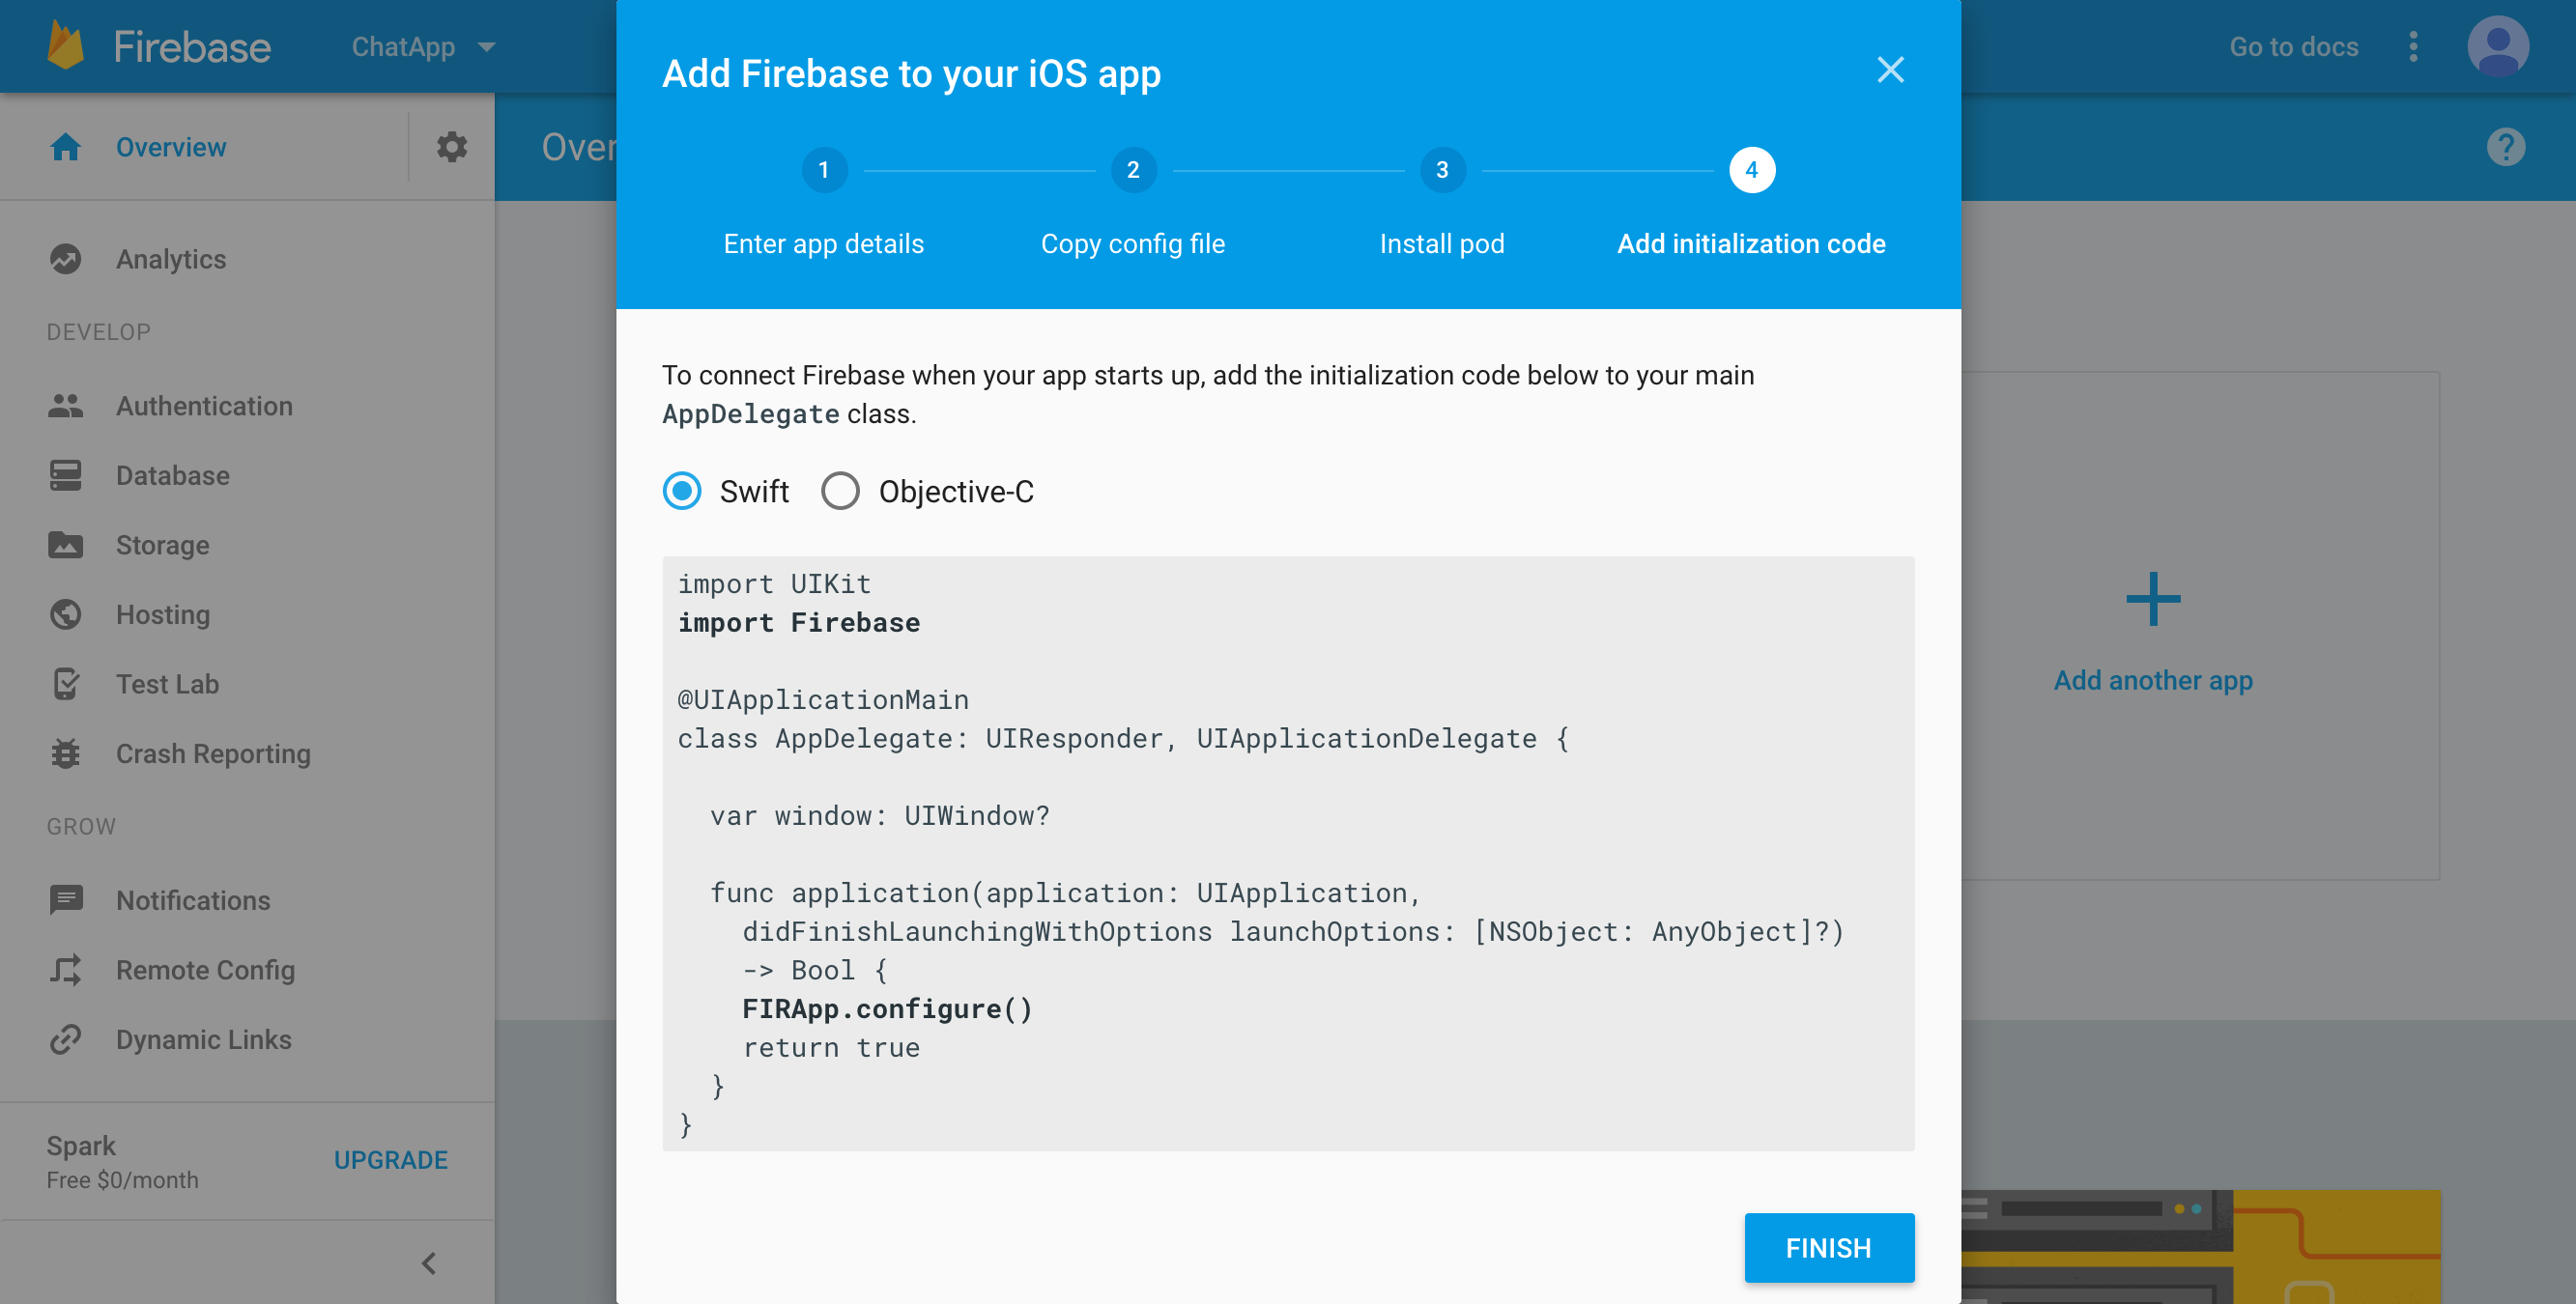 Firebase
ChatApp
Go to docs
Overview
Over
Analytics
DEVELOP
Authentication
Database
Storage
Hosting
Test Lab
Crash Reporting
GROW
Notifications
Remote Config
Dynamic Links
Spark
Free $0/month
UPGRADE
Add Firebase to your iOS app
1
2
3
4
Enter app details
Copy config file
Install pod
Add initialization code
To connect Firebase when your app starts up, add the initialization code below to your main
AppDelegate class.
Swift
Objective-C
import UIKit
import Firebase
@UIApplicationMain
class AppDelegate: UIResponder, UIApplicationDelegate {
var window: UIWindow?
func application(application: UIApplication,
didFinishLaunchingWithOptions launchOptions: [NSObject: AnyObject]?)
-> Bool {
FIRApp.configure()
return true
}
}
FINISH
?
Add another app